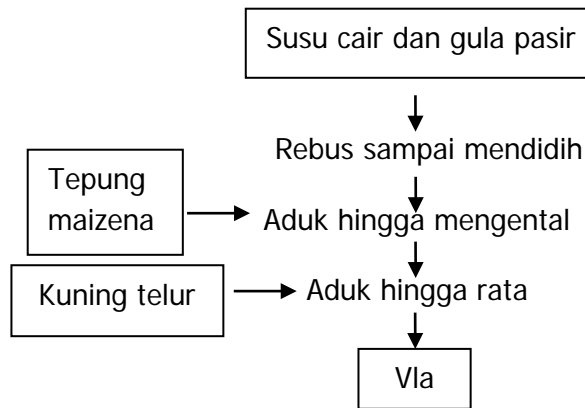 Susu cair dan gula pasir
Rebus sampai mendidih
Tepung
maizena
Aduk hingga mengental
Kuning telur
Aduk hingga rata
Vla